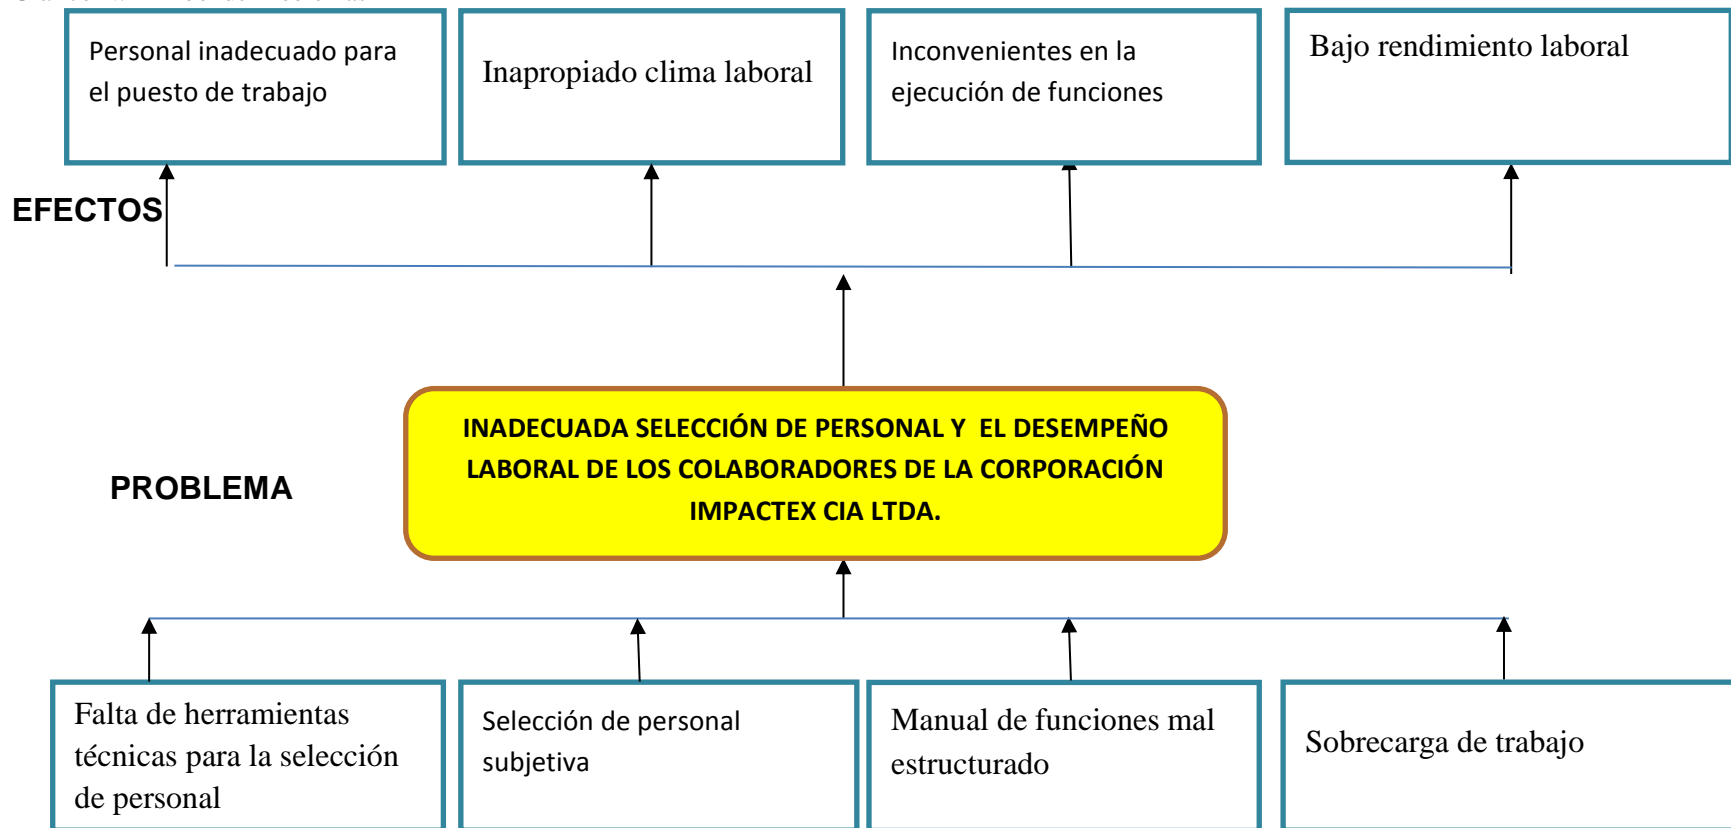 Personal inadecuado para
el puesto de trabajo
Inapropiado clima laboral
Inconvenientes en la
ejecución de funciones
Bajo rendimiento laboral
EFECTOS
INADECUADA SELECCIÓN DE PERSONAL Y EL DESEMPEÑO
LABORAL DE LOS COLABORADORES DE LA CORPORACIÓN
IMPACTEX CIA LTDA.
PROBLEMA
Falta de herramientas
técnicas para la selección
de personal
Selección de personal
subjetiva
Manual de funciones mal
estructurado
Sobrecarga de trabajo